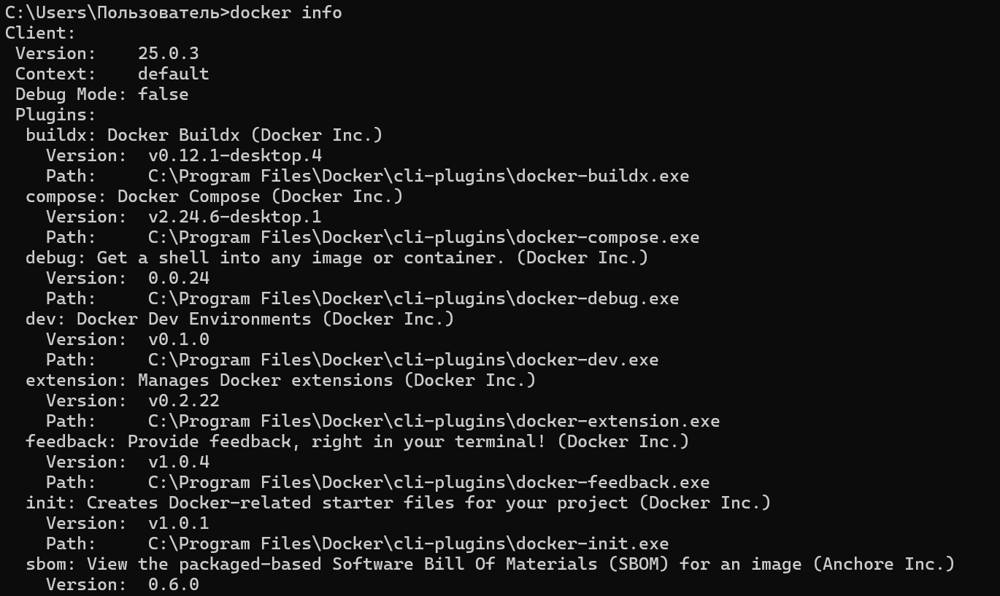 C:\Users\Пользователь>docker info
Client:
 Version:    25.0.3
 Context:    default
 Debug Mode: false
 Plugins:
  buildx: Docker Buildx (Docker Inc.)
    Version:  v0.12.1-desktop.4
    Path:     C:\Program Files\Docker\cli-plugins\docker-buildx.exe
  compose: Docker Compose (Docker Inc.)
    Version:  v2.24.6-desktop.1
    Path:     C:\Program Files\Docker\cli-plugins\docker-compose.exe
  debug: Get a shell into any image or container. (Docker Inc.)
    Version:  0.0.24
    Path:     C:\Program Files\Docker\cli-plugins\docker-debug.exe
  dev: Docker Dev Environments (Docker Inc.)
    Version:  v0.1.0
    Path:     C:\Program Files\Docker\cli-plugins\docker-dev.exe
  extension: Manages Docker extensions (Docker Inc.)
    Version:  v0.2.22
    Path:     C:\Program Files\Docker\cli-plugins\docker-extension.exe
  feedback: Provide feedback, right in your terminal! (Docker Inc.)
    Version:  v1.0.4
    Path:     C:\Program Files\Docker\cli-plugins\docker-feedback.exe
  init: Creates Docker-related starter files for your project (Docker Inc.)
    Version:  v1.0.1
    Path:     C:\Program Files\Docker\cli-plugins\docker-init.exe
  sbom: View the packaged-based Software Bill Of Materials (SBOM) for an image (Anchore Inc.)
    Version:  0.6.0